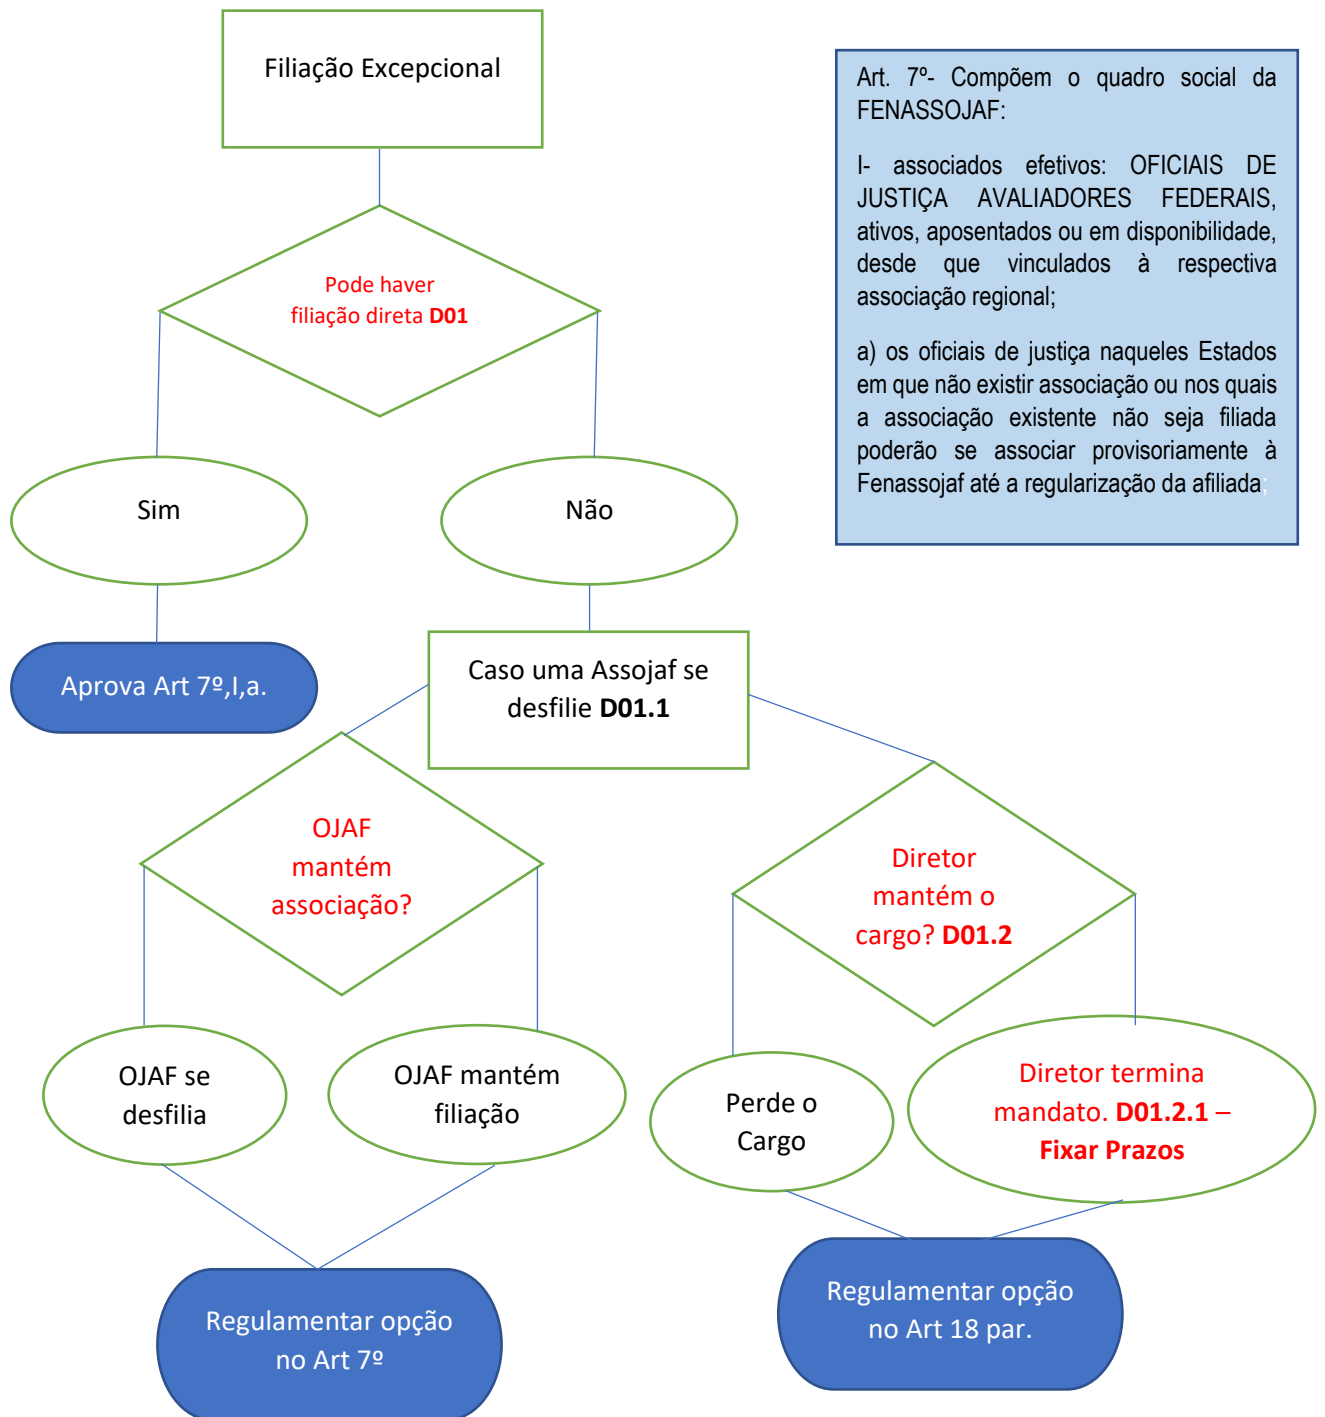 Filiação Excepcional
Art. 7º- Compõem o quadro social da
FENASSOJAF:
I- associados efetivos: OFICIAIS DE
JUSTIÇA AVALIADORES FEDERAIS,
ativos, aposentados ou em disponibilidade,
desde que vinculados à respectiva
associação regional;
a) os oficiais de justiça naqueles Estados
em que não existir associação ou nos quais
a associação existente não seja filiada
poderão se associar provisoriamente à
Fenassojaf até a regularização da afiliada;
Pode haver
filiação direta D01
Sim
Não
Aprova Art 7º,I,a.
Caso uma Assojaf se
desfilie D01.1
OJAF
mantém
associação?
Diretor
mantém o
cargo? D01.2
OJAF se
desfilia
OJAF mantém
filiação
Perde o
Cargo
Diretor termina
mandato. D01.2.1 –
Fixar Prazos
Regulamentar opção
no Art 7º
Regulamentar opção
no Art 18 par.